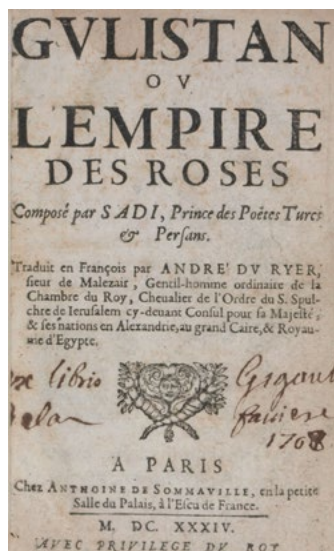 GVLISTAN
OV
L'EMPIRE
DES ROSES
Composé par SADI, Prince des Poëtes Turcs
& Persans.
Traduit en François par ANDRE' DV RYER,
sieur de Malezair, Gentil-homme ordinaire de la
Chambre du Roy, Cheualier de l'Ordre du S. Spul-
chre de Ierusalem cy-deuant Consul pour sa Majesté,
& ses nations en Alexandrie, au grand Caire, & Royau-
me d'Egypte.
ex libris Gigault
1708
A PARIS
Chez ANTHOINE DE SOMMAVILLE, en la petite
Salle du Palais, à l'Escu de France.
M. DC. XXXIV.
AVEC PRIVILEGE DV ROY